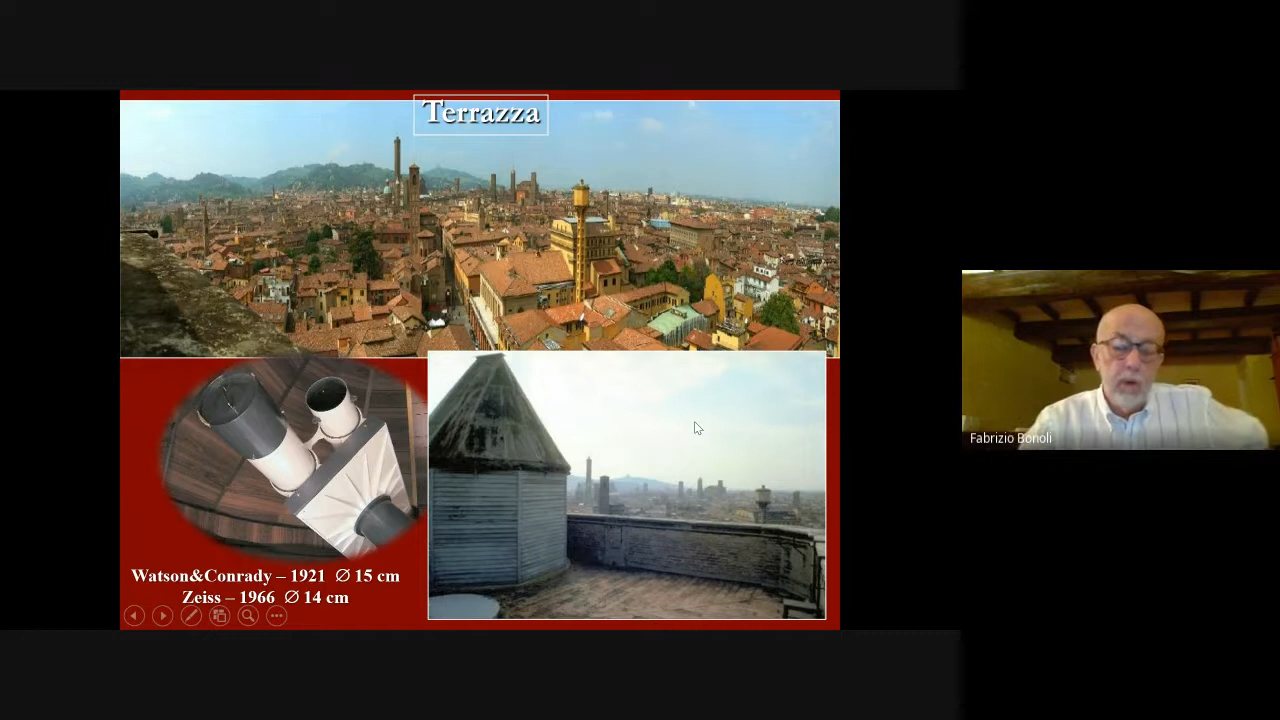 Terrazza
Watson&Conrady – 1921 ∅ 15 cm
Zeiss – 1966 ∅ 14 cm
Fabrizio Bonoli